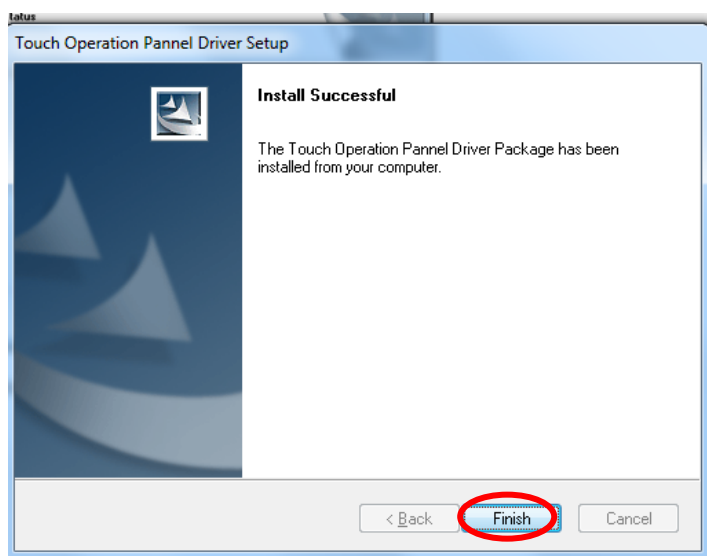 tatus
Touch Operation Pannel Driver Setup
Install Successful
The Touch Operation Pannel Driver Package has been
installed from your computer.
< Back
Finish
Cancel